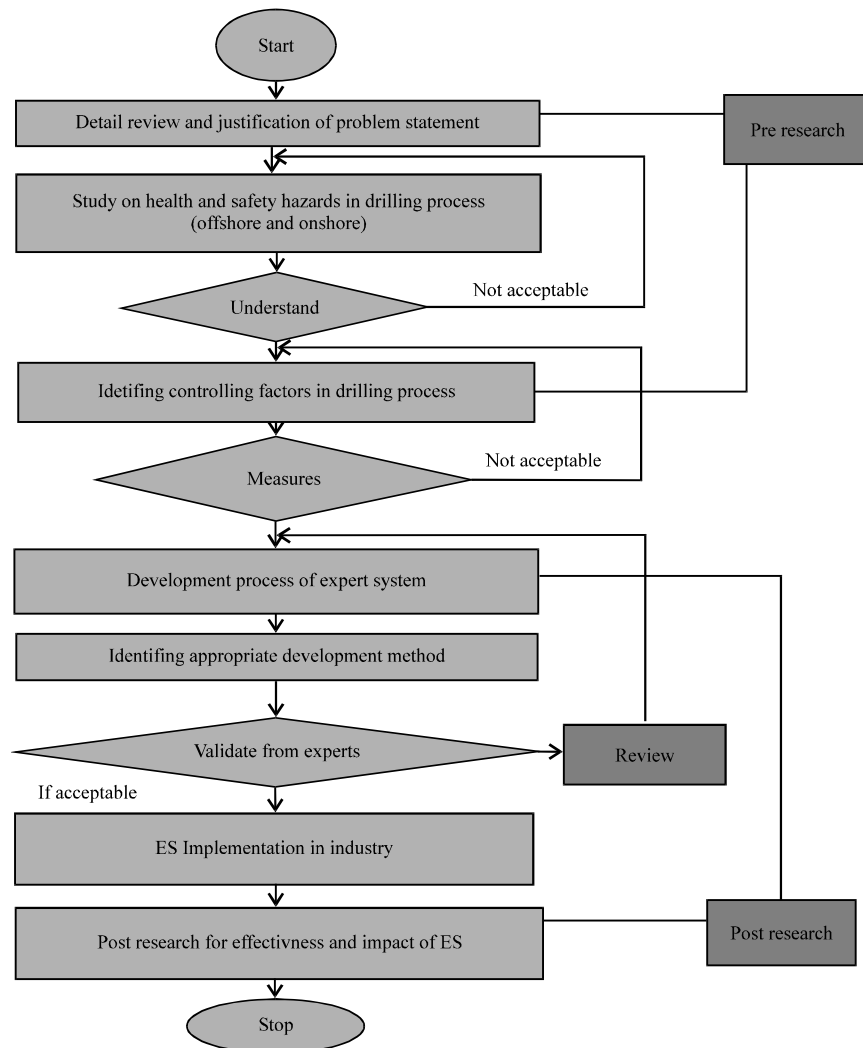 Start
Detail review and justification of problem statement
Pre research
Study on health and safety hazards in drilling process
(offshore and onshore)
Not acceptable
Understand
Idetifing controlling factors in drilling process
Not acceptable
Measures
Development process of expert system
Identifing appropriate development method
Validate from experts
Review
If acceptable
ES Implementation in industry
Post research for effectivness and impact of ES
Post research
Stop